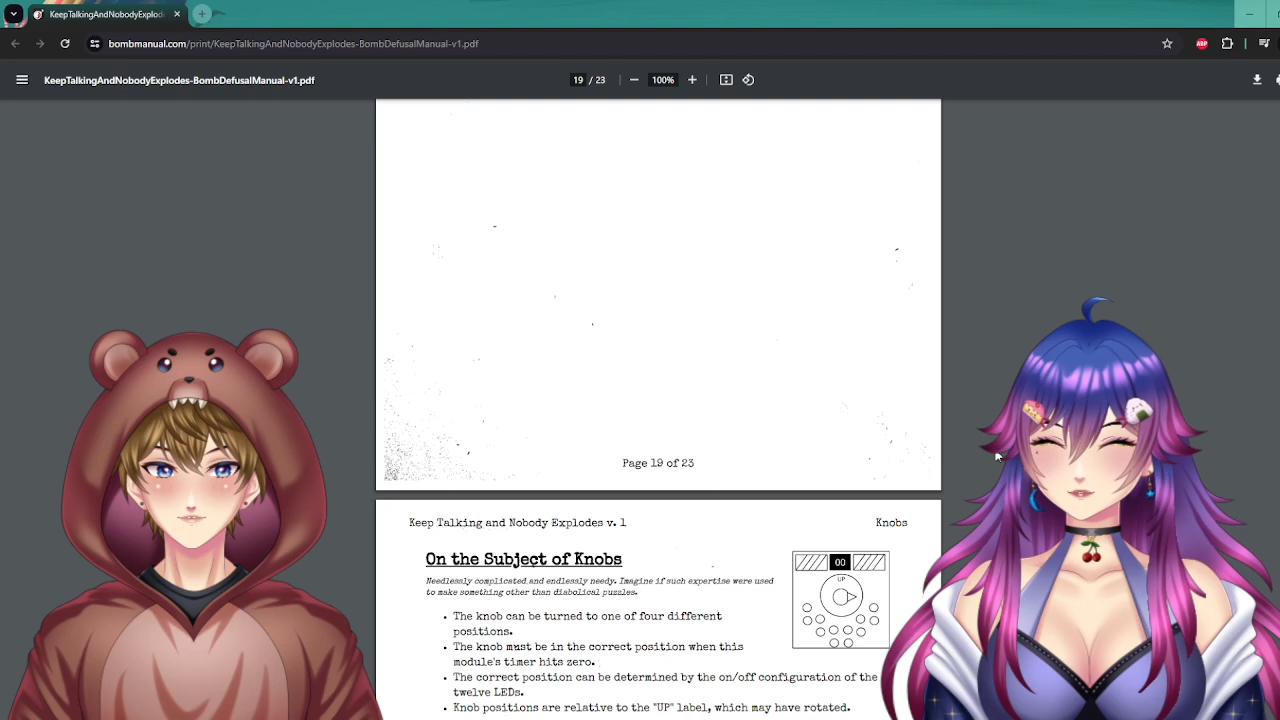 KeepTalkingAndNobodyExplode
bombmanual.com/print/KeepTalkingAndNobodyExplodes-BombDefusalManual-v1.pdf
ABP
KeepTalkingAndNobodyExplodes-BombDefusalManual-v1.pdf
19 / 23
100%
Page 19 of 23
Keep Talking and Nobody Explodes v. 1
Knobs
On the Subject of Knobs
Needlessly complicated and endlessly needy. Imagine if such expertise were used
to make something other than diabolical puzzles.
00
UP
• The knob can be turned to one of four different
positions.
• The knob must be in the correct position when this
module's timer hits zero.
• The correct position can be determined by the on/off configuration of the
twelve LEDs.
• Knob positions are relative to the "UP" label, which may have rotated.